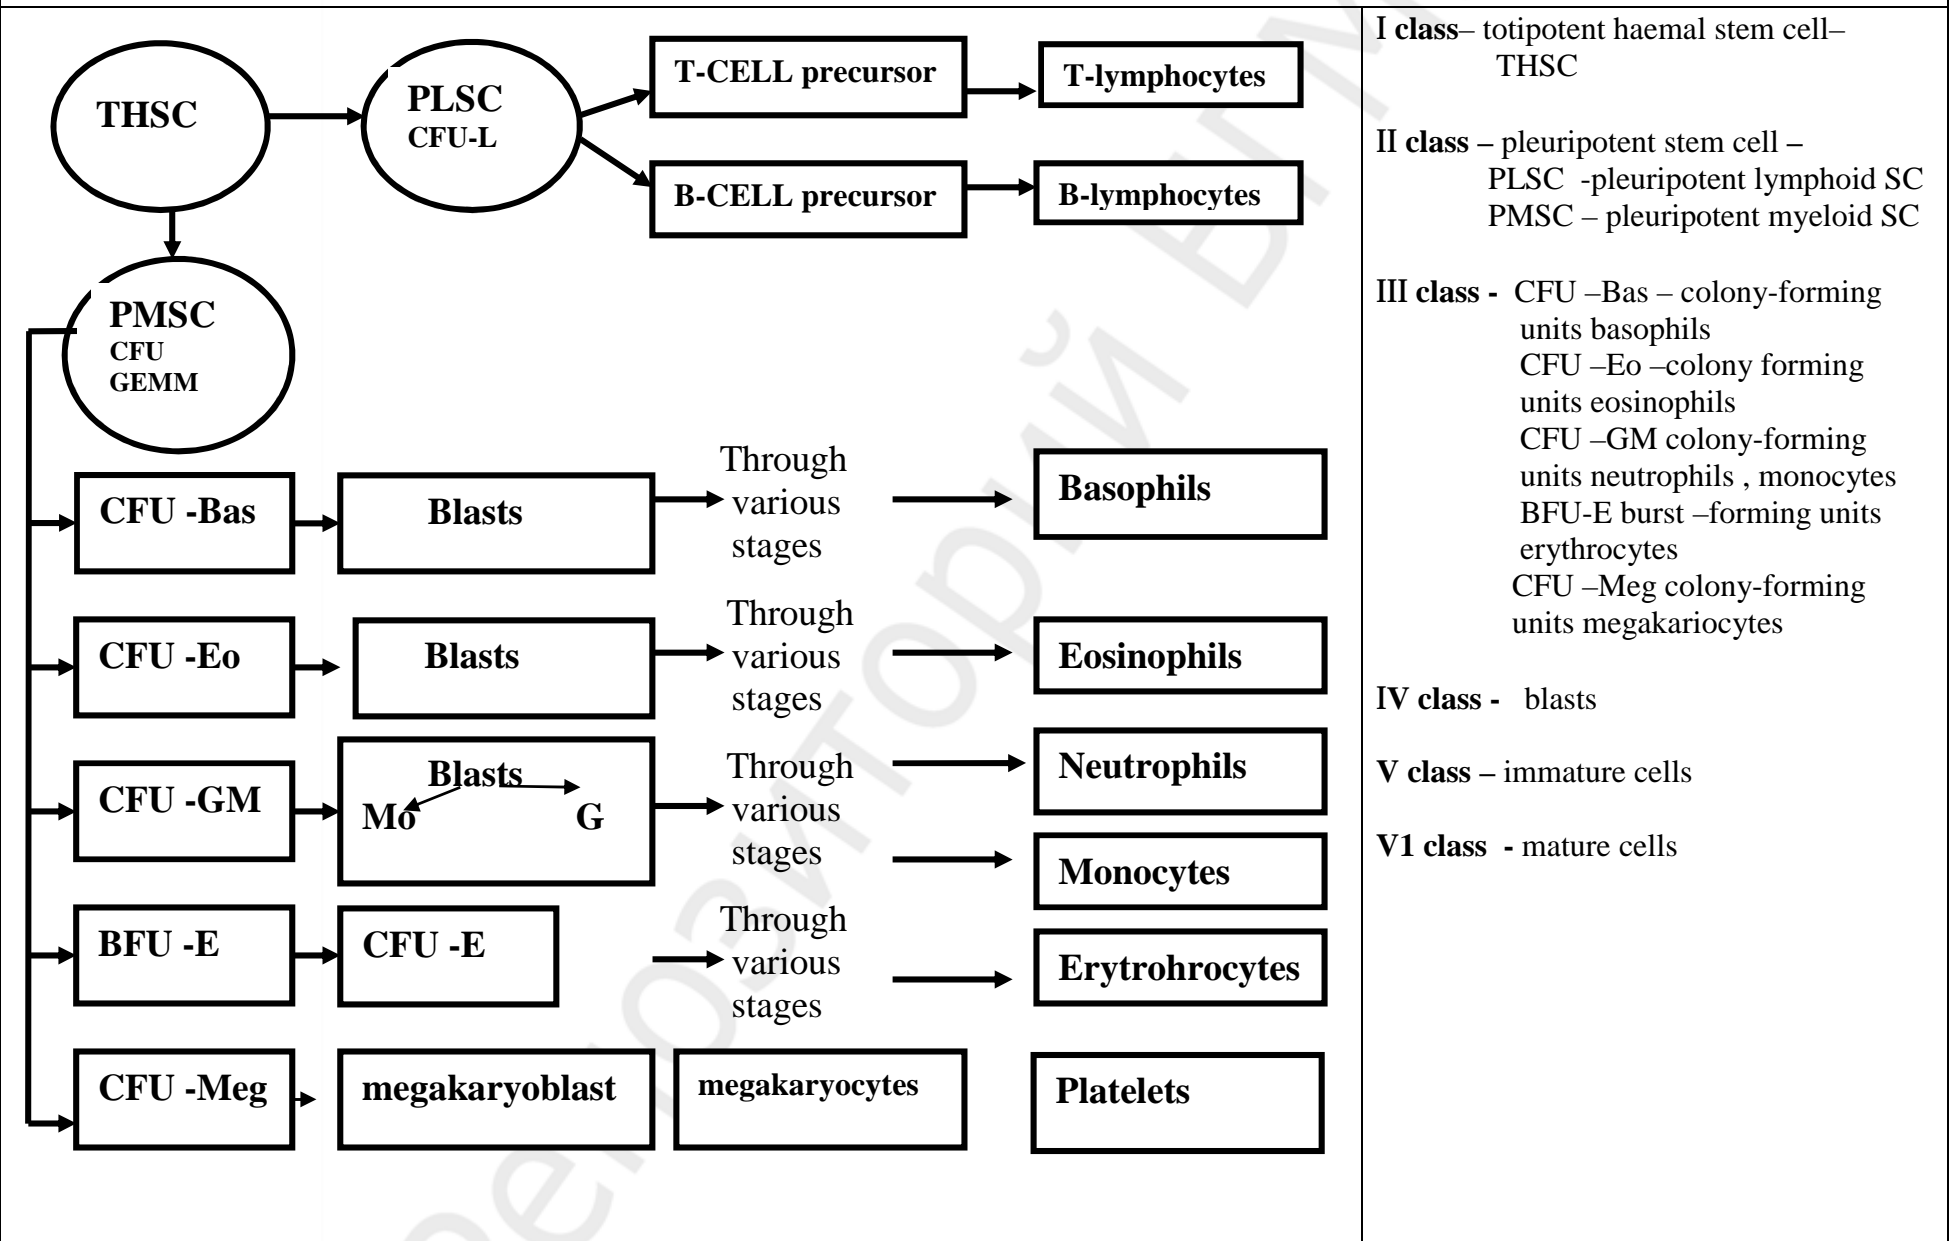 THSC
PLSC
CFU-L
T-CELL precursor
T-lymphocytes
B-CELL precursor
B-lymphocytes
PMSC
CFU
GEMM
CFU -Bas
Blasts
Through
various
stages
Basophils
CFU -Eo
Blasts
Through
various
stages
Eosinophils
CFU -GM
Blasts
Mo G
Through
various
stages
Neutrophils
Monocytes
BFU -E
CFU -E
Through
various
stages
Erytrohrocytes
CFU -Meg
megakaryoblast
megakaryocytes
Platelets
I class– totipotent haemal stem cell–
THSC
II class – pleuripotent stem cell –
PLSC -pleuripotent lymphoid SC
PMSC – pleuripotent myeloid SC
III class - CFU –Bas – colony-forming
units basophils
CFU –Eo –colony forming
units eosinophils
CFU –GM colony-forming
units neutrophils , monocytes
BFU-E burst –forming units
erythrocytes
CFU –Meg colony-forming
units megakariocytes
IV class - blasts
V class – immature cells
V1 class - mature cells
Репозиторий БГМ